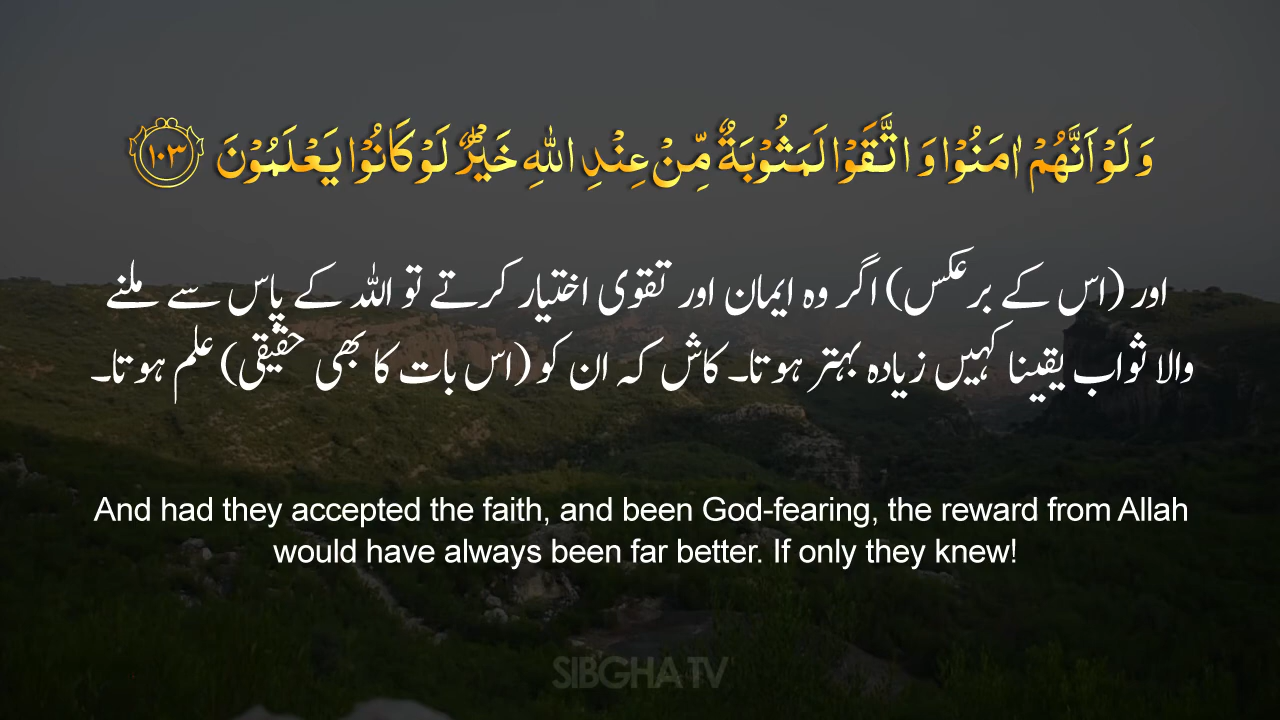 وَلَوْ اَنَّهُمْ اٰمَنُوْا وَ اتَّقَوْا لَمَثُوْبَةٌ مِّنْ عِنْدِ اللّٰهِ خَيْرٌؕ لَوْ كَانُوْا يَعْلَمُوْنَ ۝۱۰۳
اور (اس کے برعکس) اگر وہ ایمان اور تقوی اختیار کرتے تو اللہ کے پاس سے ملنے
والا ثواب یقینا کہیں زیادہ بہتر ہوتا۔ کاش کہ ان کو (اس بات کا بھی حقیقی) علم ہوتا۔
And had they accepted the faith, and been God-fearing, the reward from Allah
would have always been far better. If only they knew!
SIBGHA TV